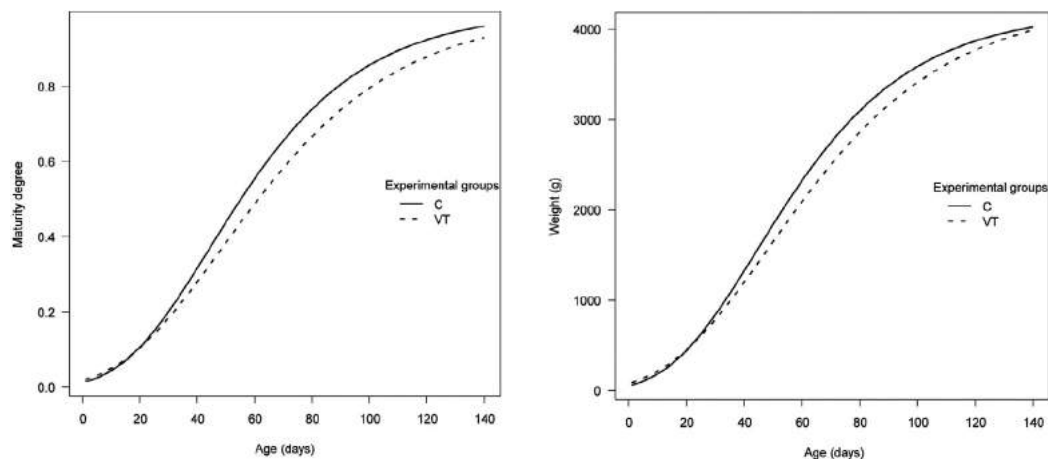 Maturity degree
0.8
0.6
0.4
0.2
0.0
Experimental groups
C
VT
0 20 40 60 80 100 120 140
Age (days)
Weight (g)
4000
3000
2000
1000
0
Experimental groups
C
VT
0 20 40 60 80 100 120 140
Age (days)